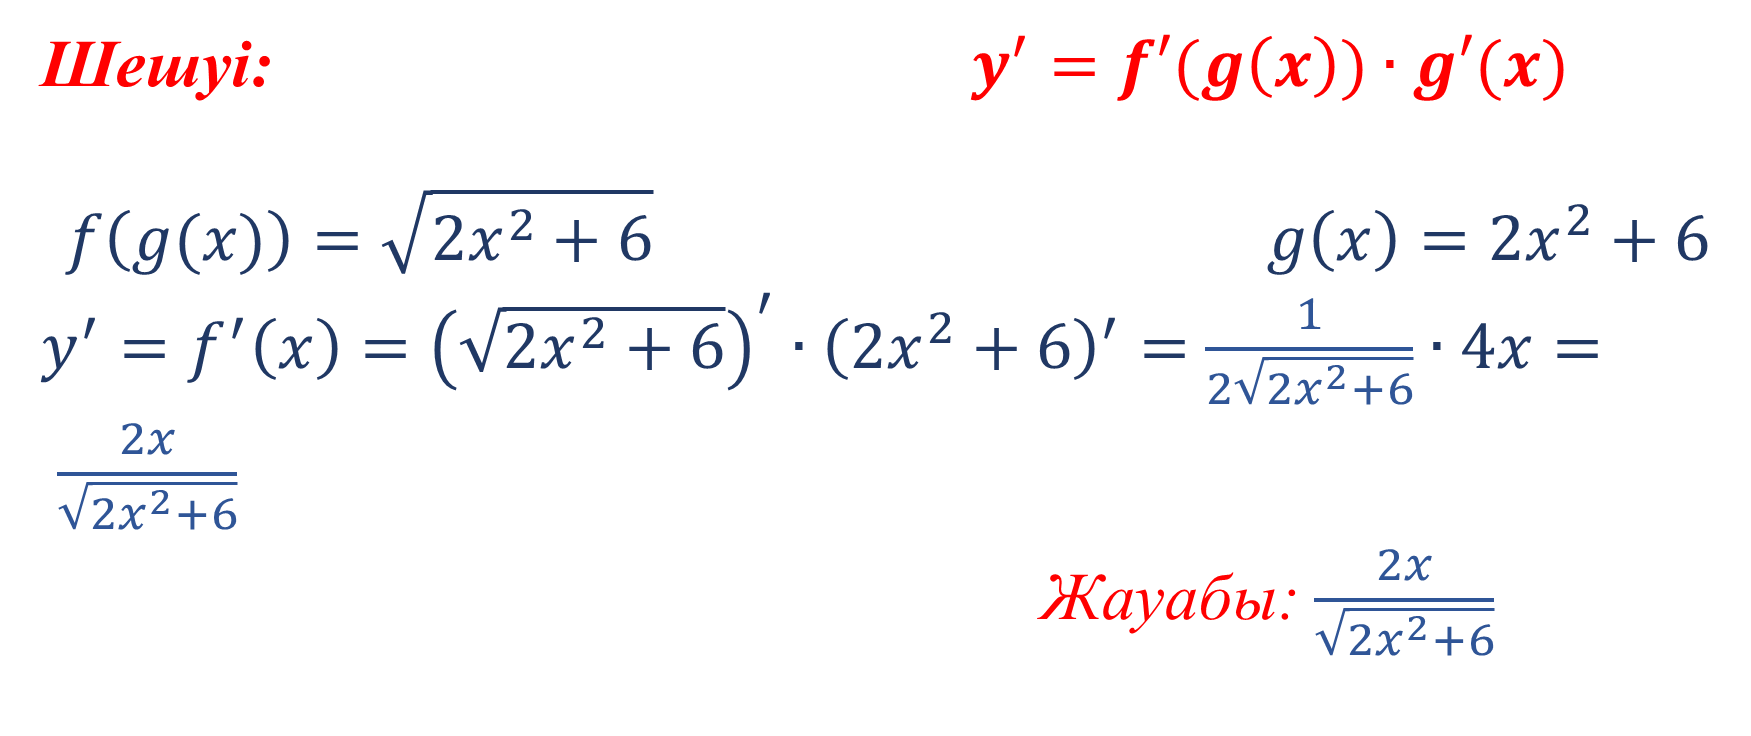 Шешуі: y′ = f′(g(x)) · g′(x)
f(g(x)) = √(2x² + 6) g(x) = 2x² + 6
y′ = f′(x) = (√(2x² + 6))′ · (2x² + 6)′ = 1/(2√(2x²+6)) · 4x =
2x/√(2x²+6)
Жауабы: 2x/√(2x²+6)